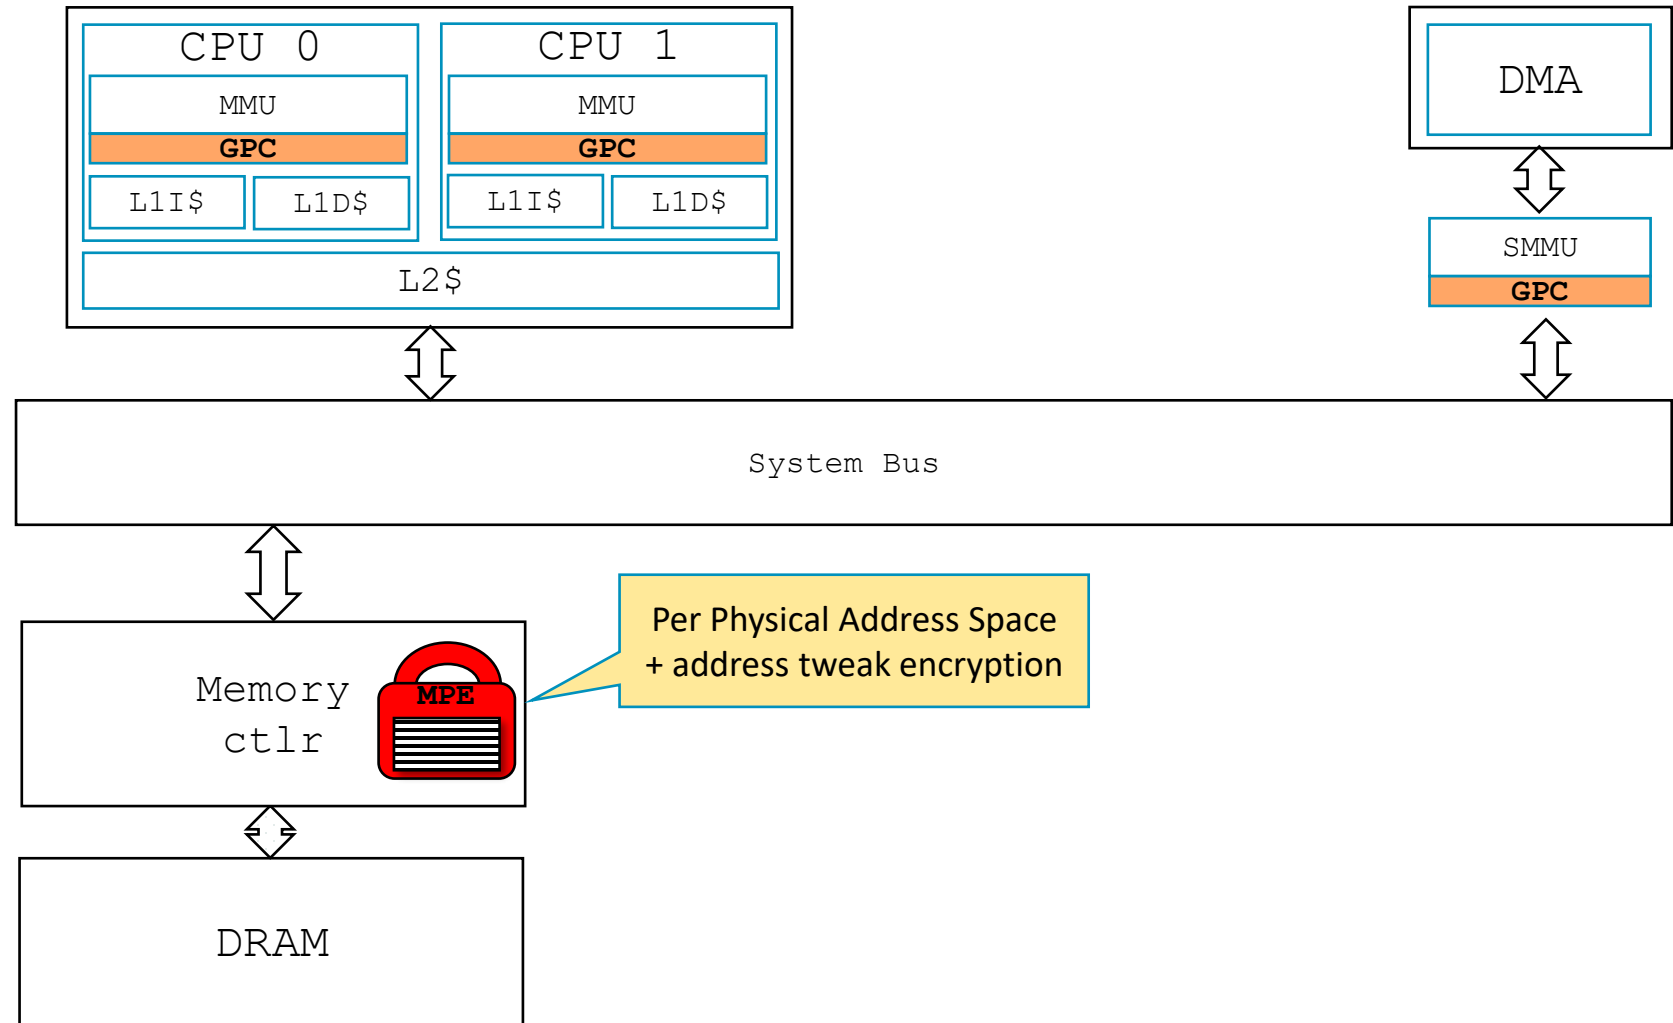 CPU 0
MMU
GPC
L1I$
L1D$
CPU 1
MMU
GPC
L1I$
L1D$
L2$
DMA
SMMU
GPC
System Bus
Memory
ctlr
MPE
Per Physical Address Space
+ address tweak encryption
DRAM